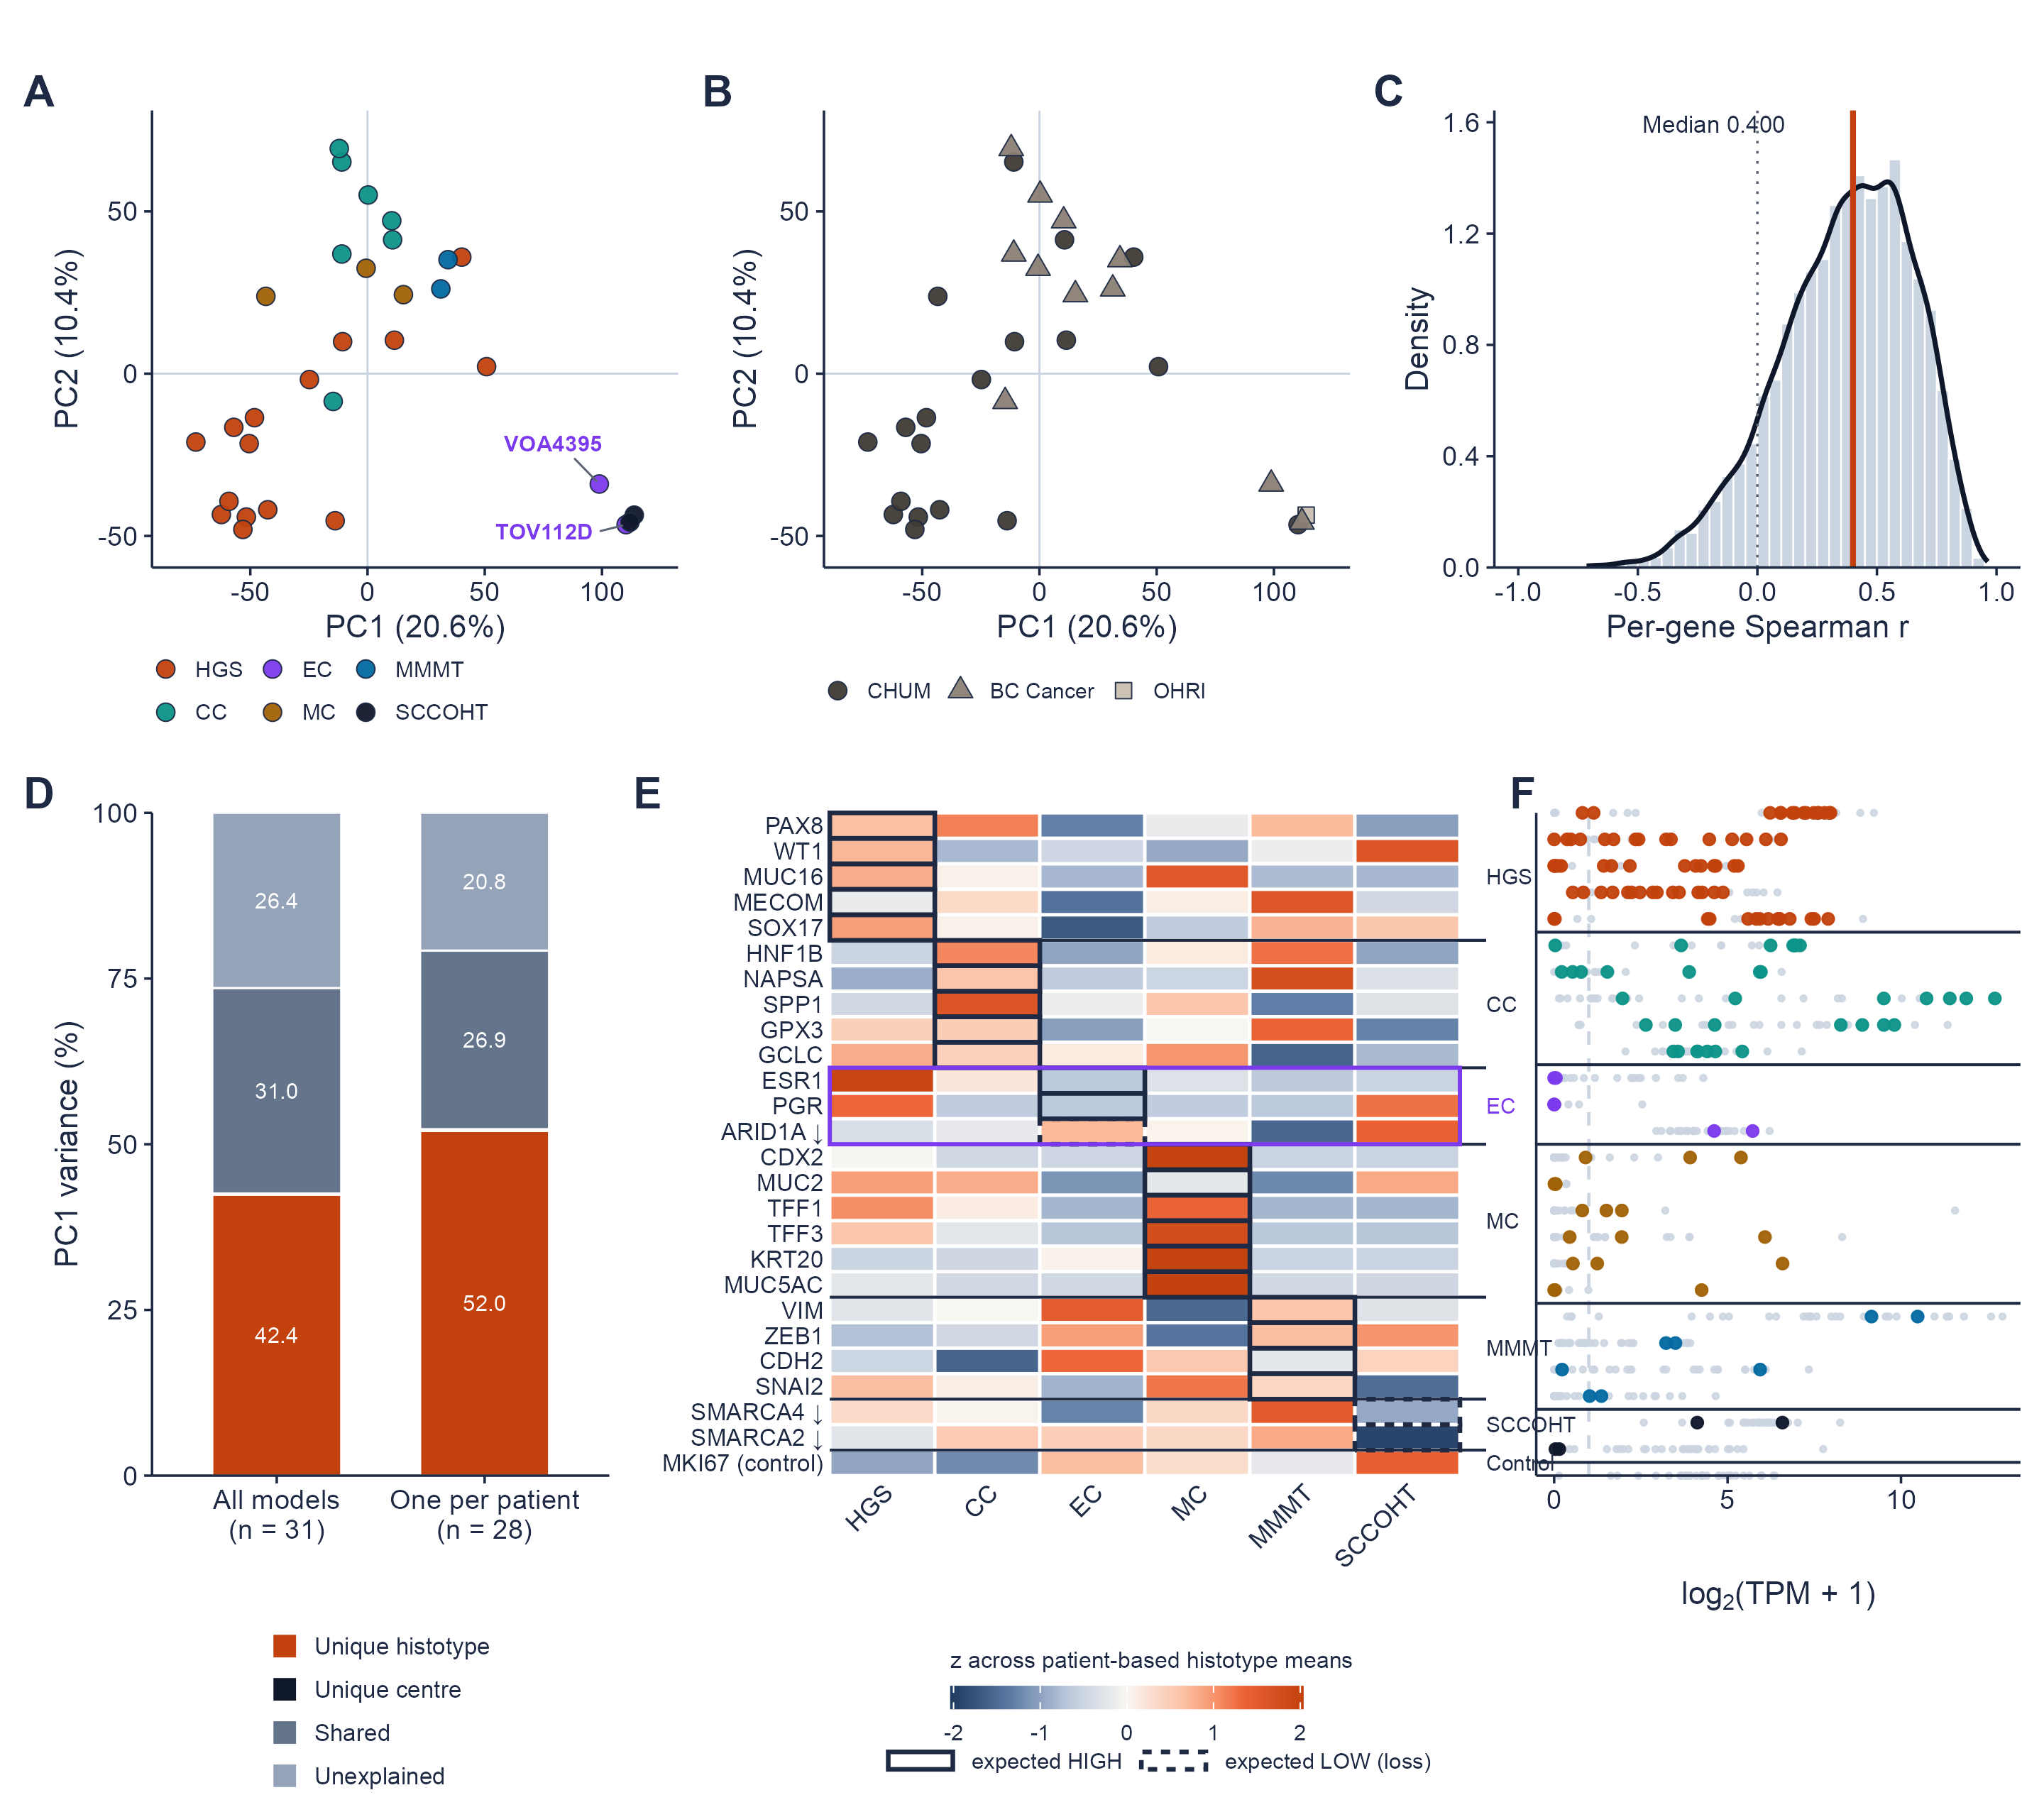 A
50
0
-50
PC2 (10.4%)
VOA4395
TOV112D
-50
0
50
100
PC1 (20.6%)
HGS
EC
MMMT
CC
MC
SCCOHT
B
50
0
-50
PC2 (10.4%)
-50
0
50
100
PC1 (20.6%)
CHUM
BC Cancer
OHRI
C
Median 0.400
1.6
1.2
0.8
0.4
0.0
Density
-1.0
-0.5
0.0
0.5
1.0
Per-gene Spearman r
D
100
75
50
25
0
PC1 variance (%)
26.4
31.0
42.4
20.8
26.9
52.0
All models
(n = 31)
One per patient
(n = 28)
Unique histotype
Unique centre
Shared
Unexplained
E
PAX8
WT1
MUC16
MECOM
SOX17
HNF1B
NAPSA
SPP1
GPX3
GCLC
ESR1
PGR
ARID1A ↓
CDX2
MUC2
TFF1
TFF3
KRT20
MUC5AC
VIM
ZEB1
CDH2
SNAI2
SMARCA4 ↓
SMARCA2 ↓
MKI67 (control)
HGS
CC
EC
MC
MMMT
SCCOHT
HGS
CC
EC
MC
MMMT
SCCOHT
Control
z across patient-based histotype means
-2
-1
0
1
2
expected HIGH
expected LOW (loss)
F
0
5
10
log₂(TPM + 1)